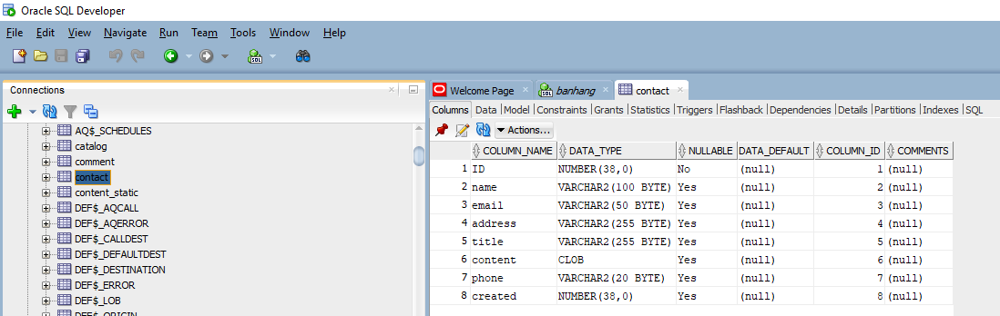 Oracle SQL Developer
File Edit View Navigate Run Team Tools Window Help
Connections
AQ$_SCHEDULES
catalog
comment
contact
content_static
DEF$_AQCALL
DEF$_AQERROR
DEF$_CALLDEST
DEF$_DEFAULTDEST
DEF$_DESTINATION
DEF$_ERROR
DEF$_LOB
DEF$_ORIGIN
Welcome Page banhang contact
Columns Data Model Constraints Grants Statistics Triggers Flashback Dependencies Details Partitions Indexes SQL
Actions...
COLUMN_NAME DATA_TYPE NULLABLE DATA_DEFAULT COLUMN_ID COMMENTS
1 ID NUMBER(38,0) No (null) 1 (null)
2 name VARCHAR2(100 BYTE) Yes (null) 2 (null)
3 email VARCHAR2(50 BYTE) Yes (null) 3 (null)
4 address VARCHAR2(255 BYTE) Yes (null) 4 (null)
5 title VARCHAR2(255 BYTE) Yes (null) 5 (null)
6 content CLOB Yes (null) 6 (null)
7 phone VARCHAR2(20 BYTE) Yes (null) 7 (null)
8 created NUMBER(38,0) Yes (null) 8 (null)